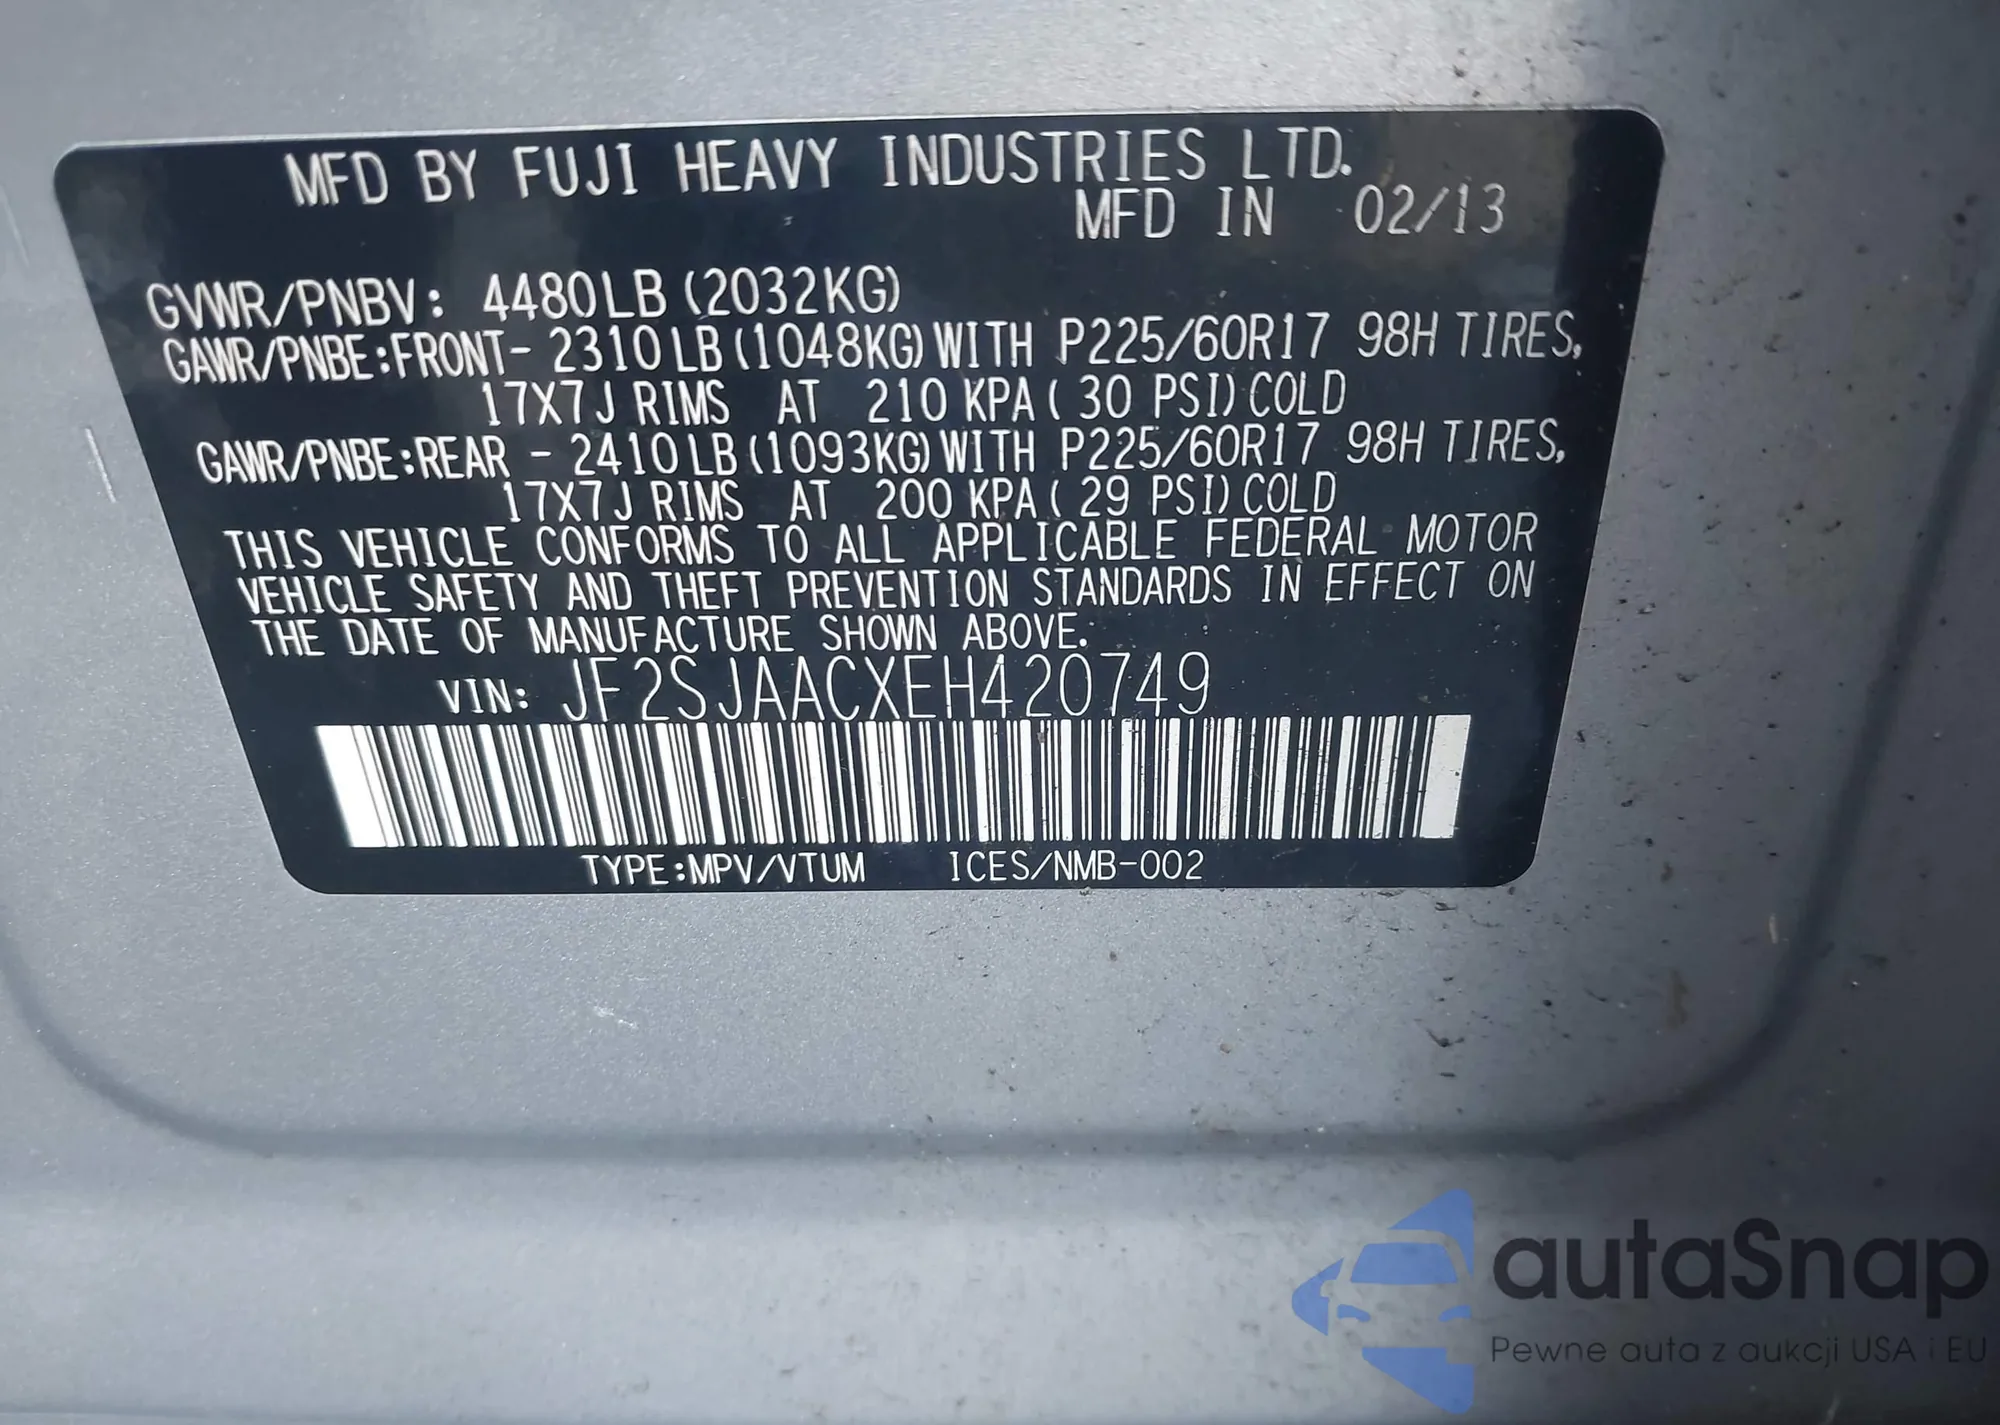 MFD BY FUJI HEAVY INDUSTRIES LTD.
MFD IN 02/13
GVWR/PNBV: 4480LB (2032KG)
GAWR/PNBE:FRONT- 2310LB (1048KG) WITH P225/60R17 98H TIRES,
17X7J RIMS AT 210 KPA ( 30 PSI) COLD
GAWR/PNBE:REAR - 2410LB (1093KG) WITH P225/60R17 98H TIRES,
17X7J RIMS AT 200 KPA ( 29 PSI) COLD
THIS VEHICLE CONFORMS TO ALL APPLICABLE FEDERAL MOTOR
VEHICLE SAFETY AND THEFT PREVENTION STANDARDS IN EFFECT ON
THE DATE OF MANUFACTURE SHOWN ABOVE.
VIN: JF2SJAACXEH420749
TYPE:MPV/VTUM ICES/NMB-002
autaSnap
Pewne auta z aukcji USA i EU